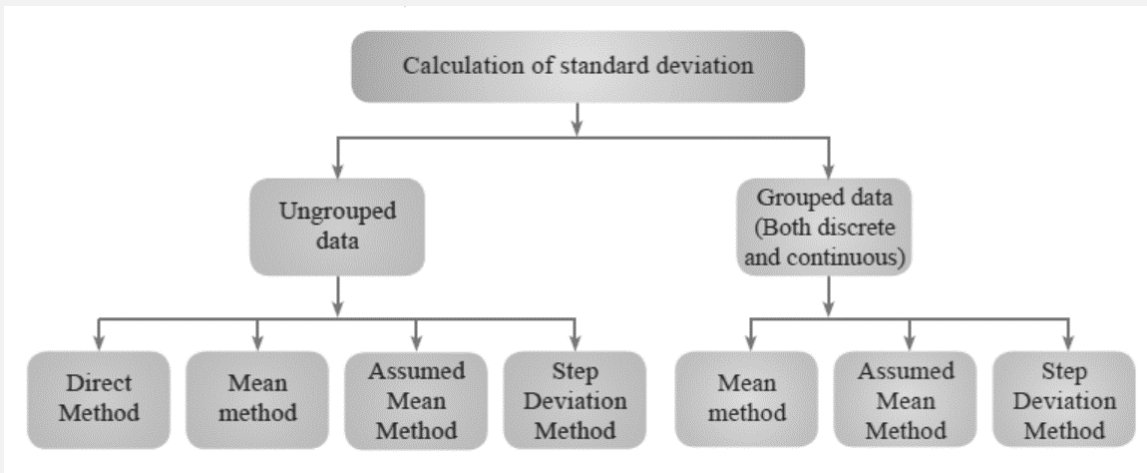 Calculation of standard deviation
Ungrouped
data
Grouped data
(Both discrete
and continuous)
Direct
Method
Mean
method
Assumed
Mean
Method
Step
Deviation
Method
Mean
method
Assumed
Mean
Method
Step
Deviation
Method